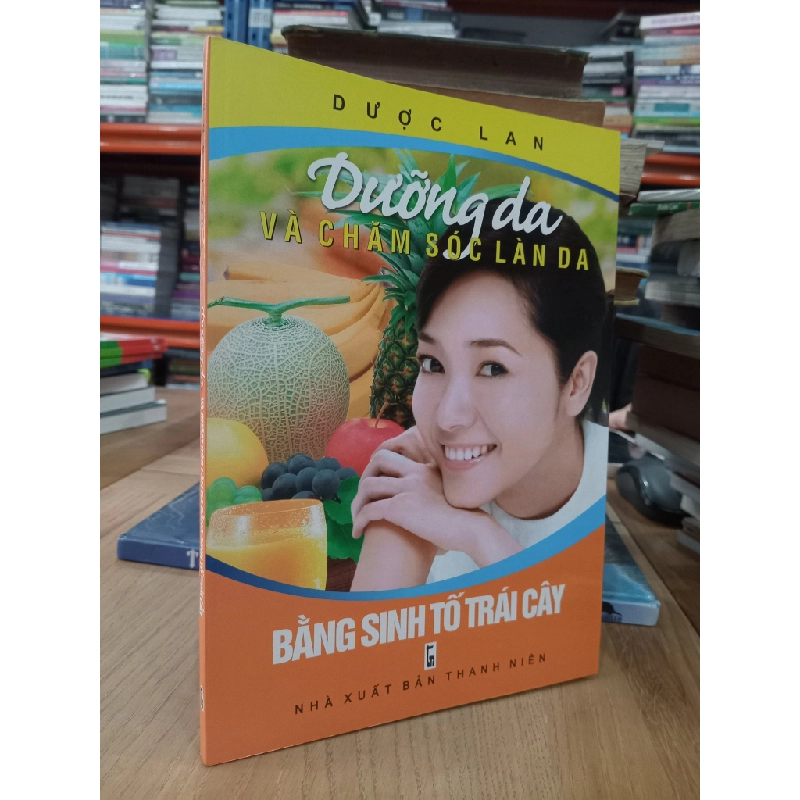 DƯỢC LAN
Dưỡng da
VÀ CHĂM SÓC LÀN DA
BẰNG SINH TỐ TRÁI CÂY
NHÀ XUẤT BẢN THANH NIÊN